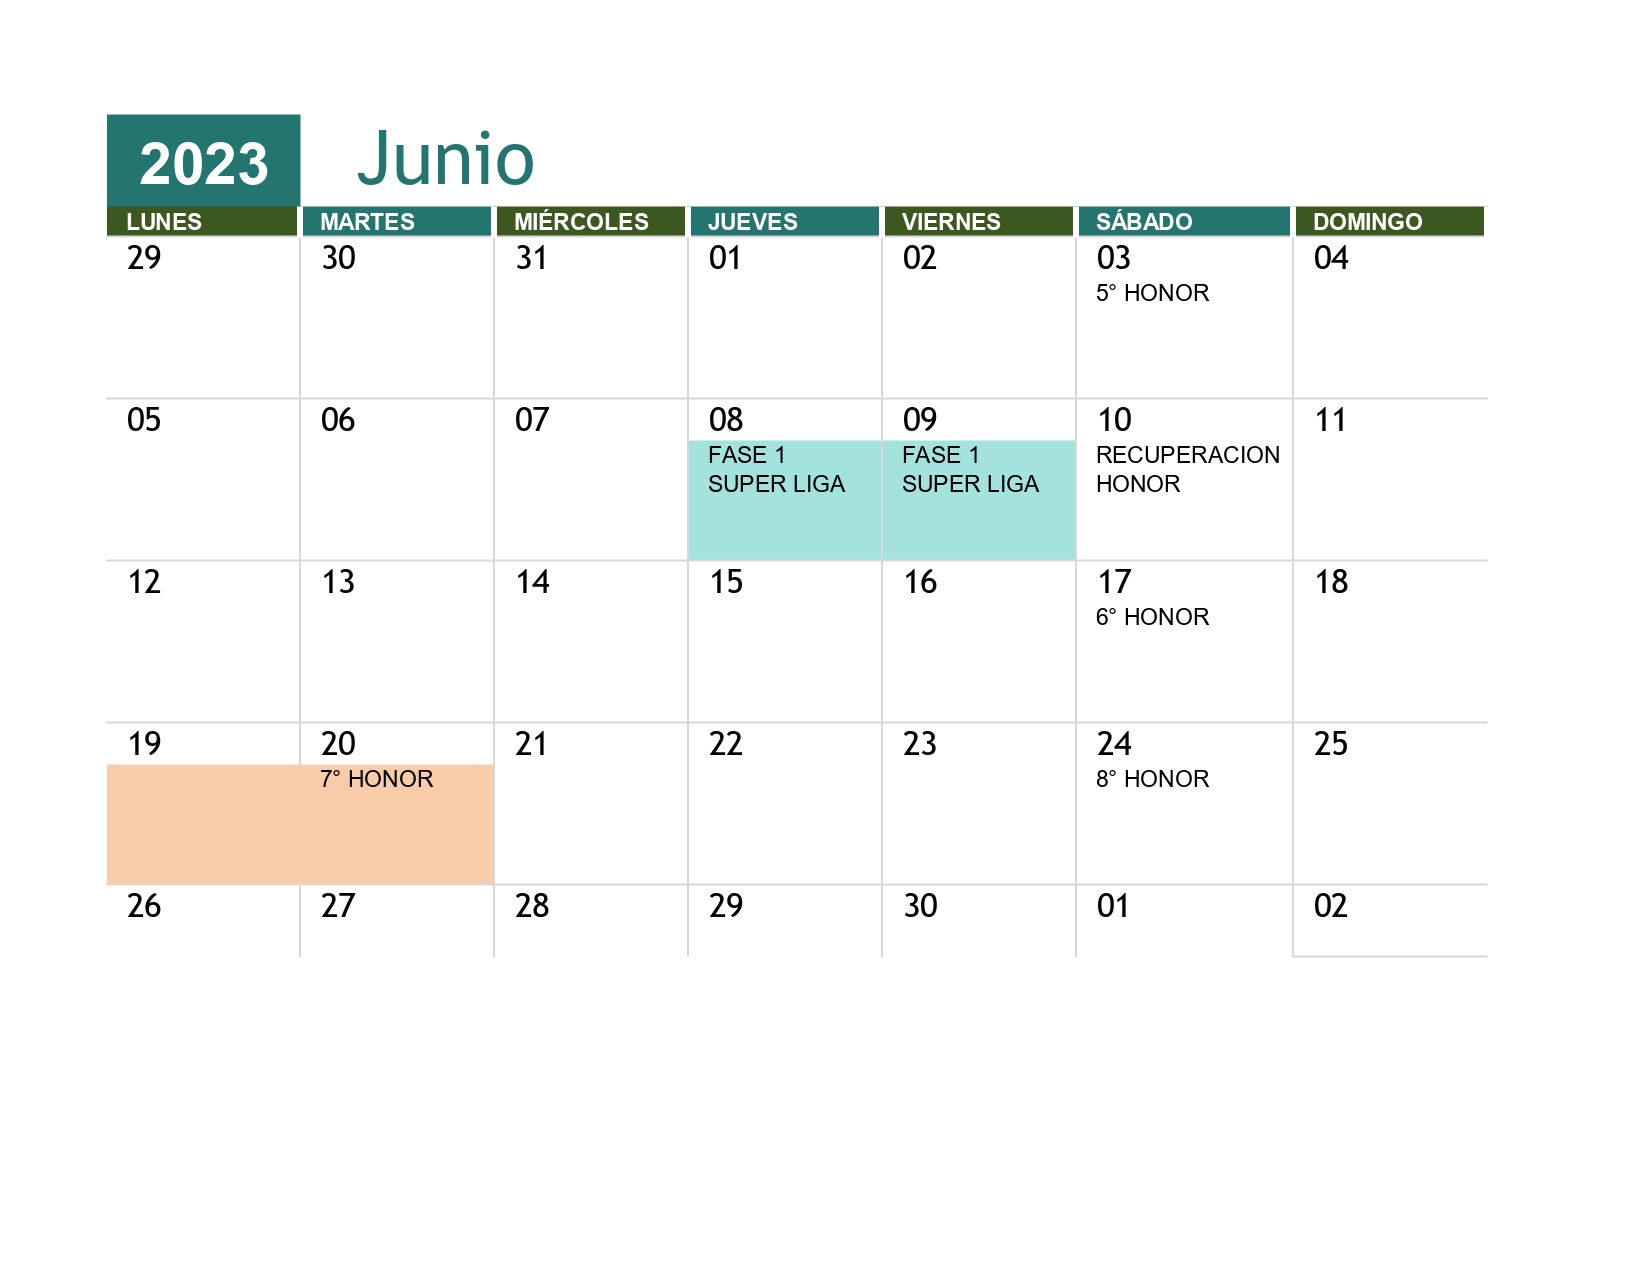 2023 Junio
LUNES MARTES MIÉRCOLES JUEVES VIERNES SÁBADO DOMINGO
29 30 31 01 02 03 04
5° HONOR
05 06 07 08 09 10 11
FASE 1 FASE 1 RECUPERACION
SUPER LIGA SUPER LIGA HONOR
12 13 14 15 16 17 18
6° HONOR
19 20 21 22 23 24 25
7° HONOR 8° HONOR
26 27 28 29 30 01 02